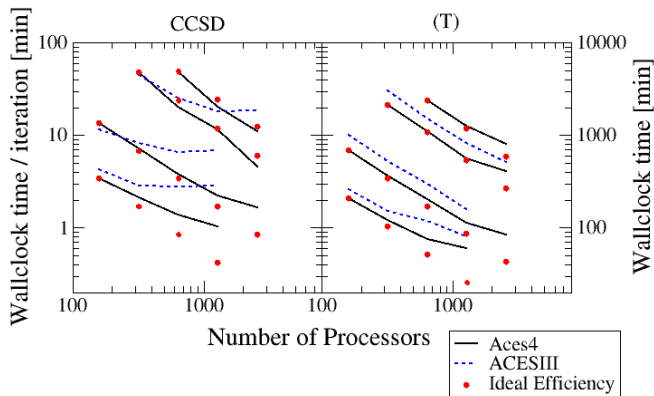 CCSD
(T)
Wallclock time / iteration [min]
100
10
1
10000
1000
100
Wallclock time [min]
100
1000
100
1000
Number of Processors
Aces4
ACESIII
Ideal Efficiency